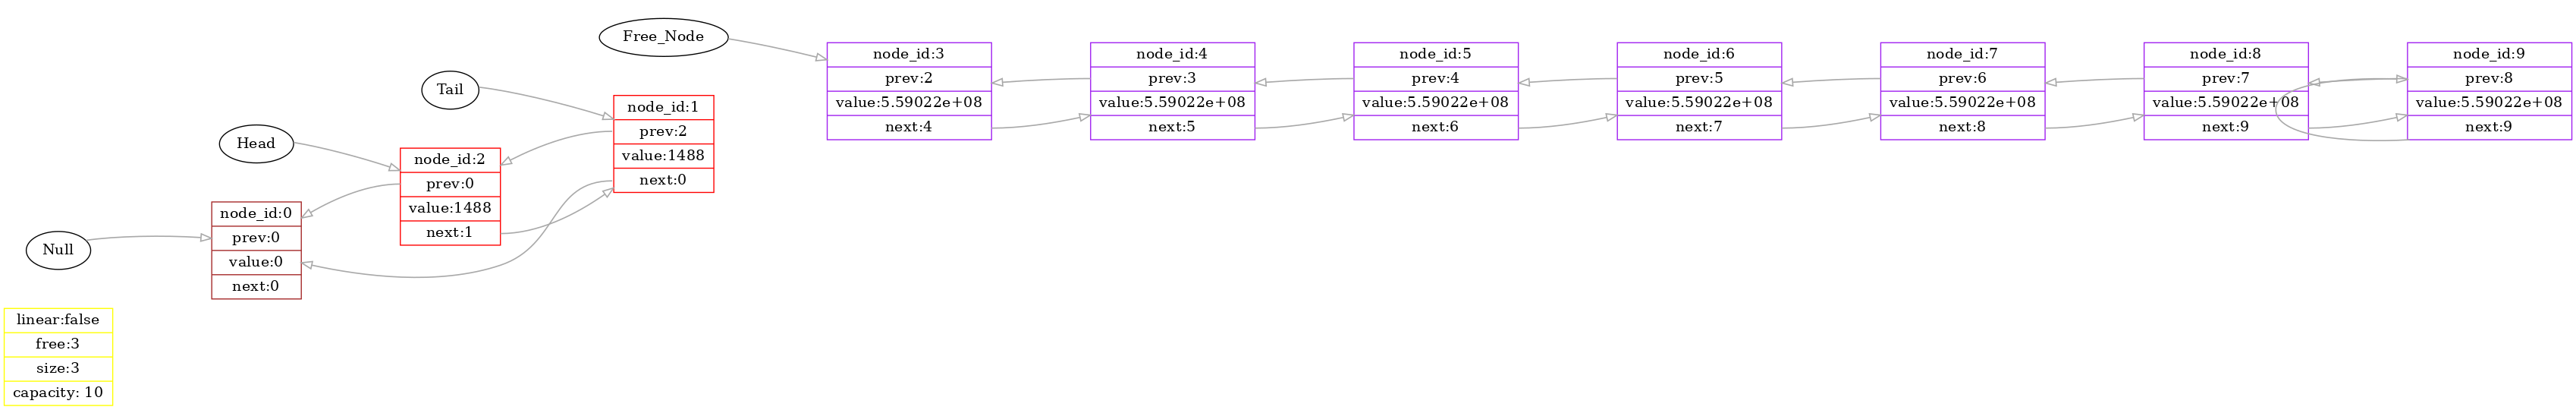 Free_Node
node_id:3
prev:2
value:5.59022e+08
next:4
node_id:4
prev:3
value:5.59022e+08
next:5
node_id:5
prev:4
value:5.59022e+08
next:6
node_id:6
prev:5
value:5.59022e+08
next:7
node_id:7
prev:6
value:5.59022e+08
next:8
node_id:8
prev:7
value:5.59022e+08
next:9
node_id:9
prev:8
value:5.59022e+08
next:9
Tail
node_id:1
prev:2
value:1488
next:0
Head
node_id:2
prev:0
value:1488
next:1
Null
node_id:0
prev:0
value:0
next:0
linear:false
free:3
size:3
capacity: 10